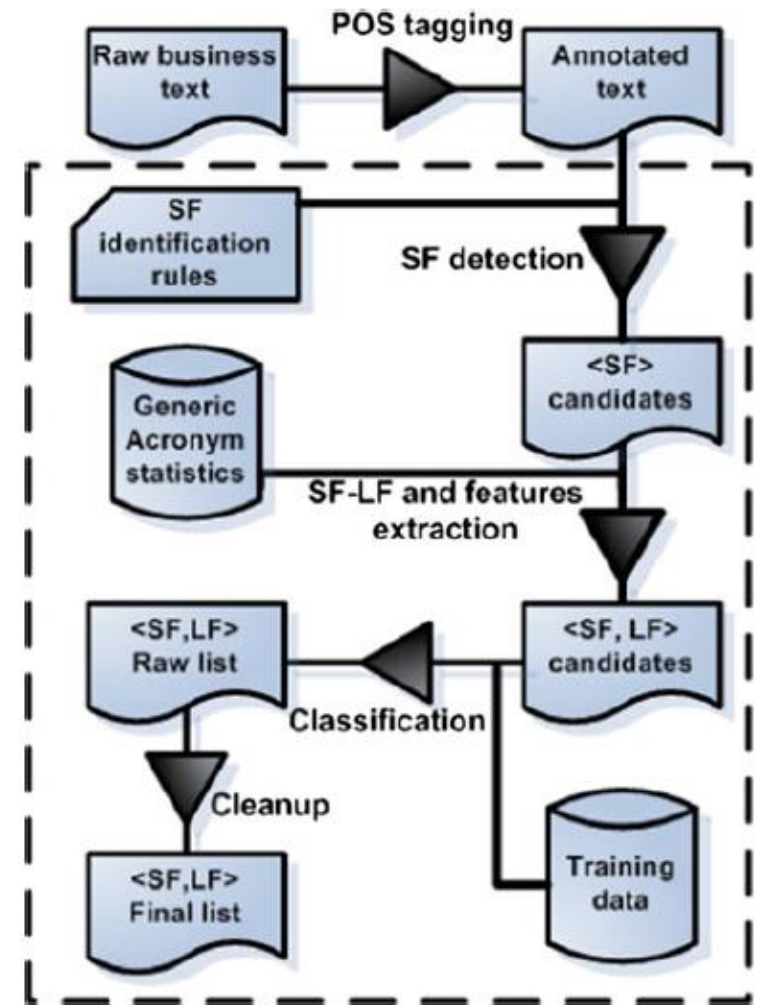 POS tagging
Raw business
text
Annotated
text
SF
identification
rules
SF detection
<SF>
candidates
Generic
Acronym
statistics
SF-LF and features
extraction
<SF,LF>
Raw list
<SF, LF>
candidates
Classification
Cleanup
<SF,LF>
Final list
Training
data